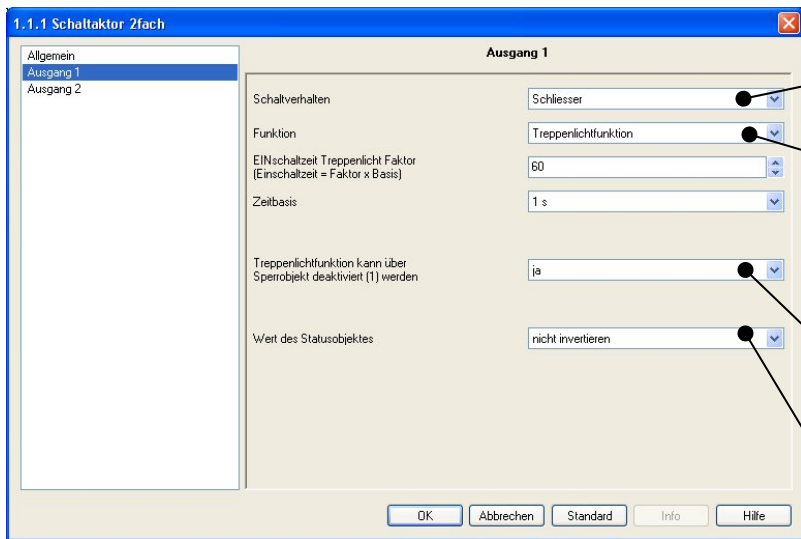 1.1.1 Schaltaktor 2fach
Allgemein
Ausgang 1
Ausgang 2
Ausgang 1
Schaltverhalten
Schliesser
Funktion
Treppenlichtfunktion
EINschaltzeit Treppenlicht Faktor
(Einschaltzeit = Faktor x Basis)
60
Zeitbasis
1 s
Treppenlichtfunktion kann über
Sperrobjekt deaktiviert (1) werden
ja
Wert des Statusobjektes
nicht invertieren
OK
Abbrechen
Standard
Info
Hilfe